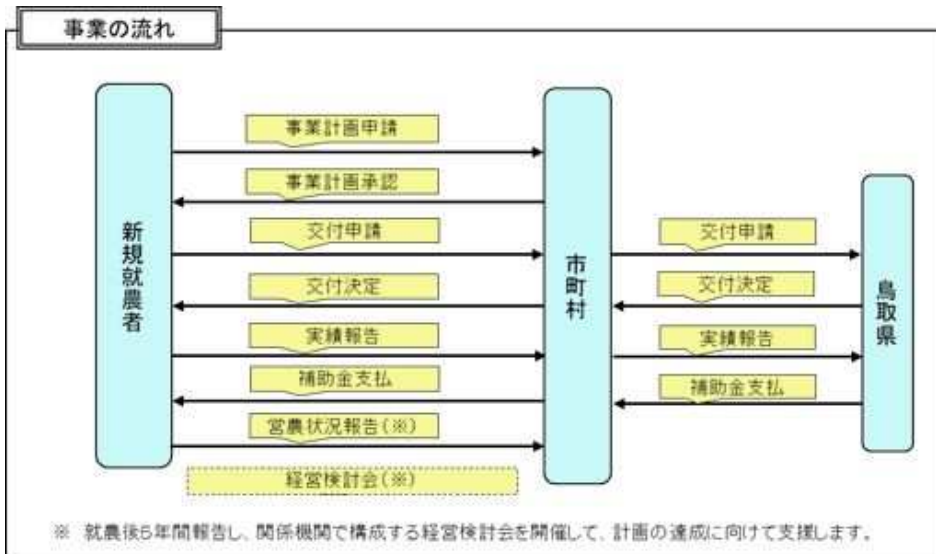 事業の流れ
新規就農者
市町村
鳥取県
事業計画申請
事業計画承認
交付申請
交付申請
交付決定
交付決定
実績報告
実績報告
補助金支払
補助金支払
営農状況報告(※)
経営検討会(※)
※ 就農後5年間報告し、関係機関で構成する経営検討会を開催して、計画の達成に向けて支援します。